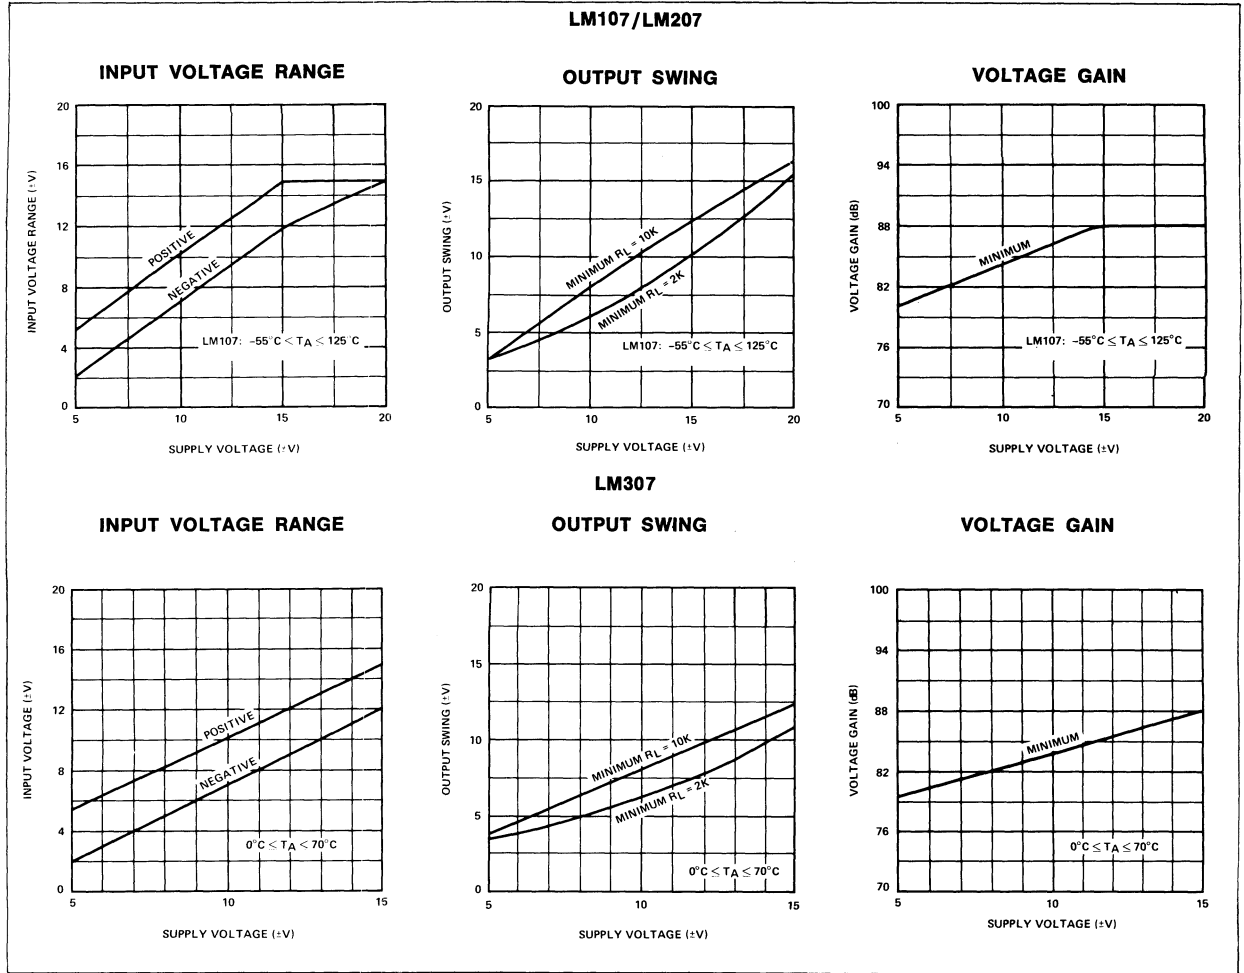 LM107/LM207
INPUT VOLTAGE RANGE
20
16
12
8
4
0
INPUT VOLTAGE RANGE (±V)
POSITIVE
NEGATIVE
LM107: -55°C < TA ≤ 125°C
5
10
15
20
SUPPLY VOLTAGE (±V)
OUTPUT SWING
20
15
10
5
0
OUTPUT SWING (±V)
MINIMUM RL = 10K
MINIMUM RL = 2K
LM107: -55°C ≤ TA ≤ 125°C
5
10
15
20
SUPPLY VOLTAGE (±V)
VOLTAGE GAIN
100
94
88
82
76
70
VOLTAGE GAIN (dB)
MINIMUM
LM107: -55°C ≤ TA ≤ 125°C
5
10
15
20
SUPPLY VOLTAGE (±V)
LM307
INPUT VOLTAGE RANGE
20
16
12
8
4
0
INPUT VOLTAGE (±V)
POSITIVE
NEGATIVE
0°C ≤ TA < 70°C
5
10
15
SUPPLY VOLTAGE (±V)
OUTPUT SWING
20
15
10
5
0
OUTPUT SWING (±V)
MINIMUM RL = 10K
MINIMUM RL = 2K
0°C ≤ TA ≤ 70°C
5
10
15
SUPPLY VOLTAGE (±V)
VOLTAGE GAIN
100
94
88
82
76
70
VOLTAGE GAIN (dB)
MINIMUM
0°C ≤ TA ≤ 70°C
5
10
15
SUPPLY VOLTAGE (±V)